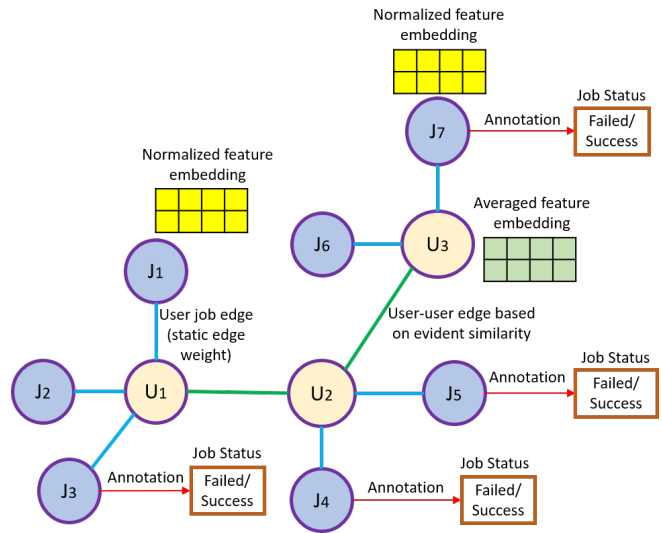 Normalized feature
embedding
Job Status
J7
Annotation
Failed/
Success
Normalized feature
embedding
Averaged feature
embedding
J6
U3
J1
User job edge
(static edge
weight)
User-user edge based
on evident similarity
Job Status
J2
U1
U2
J5
Annotation
Failed/
Success
Job Status
J3
Annotation
Failed/
Success
Job Status
J4
Annotation
Failed/
Success